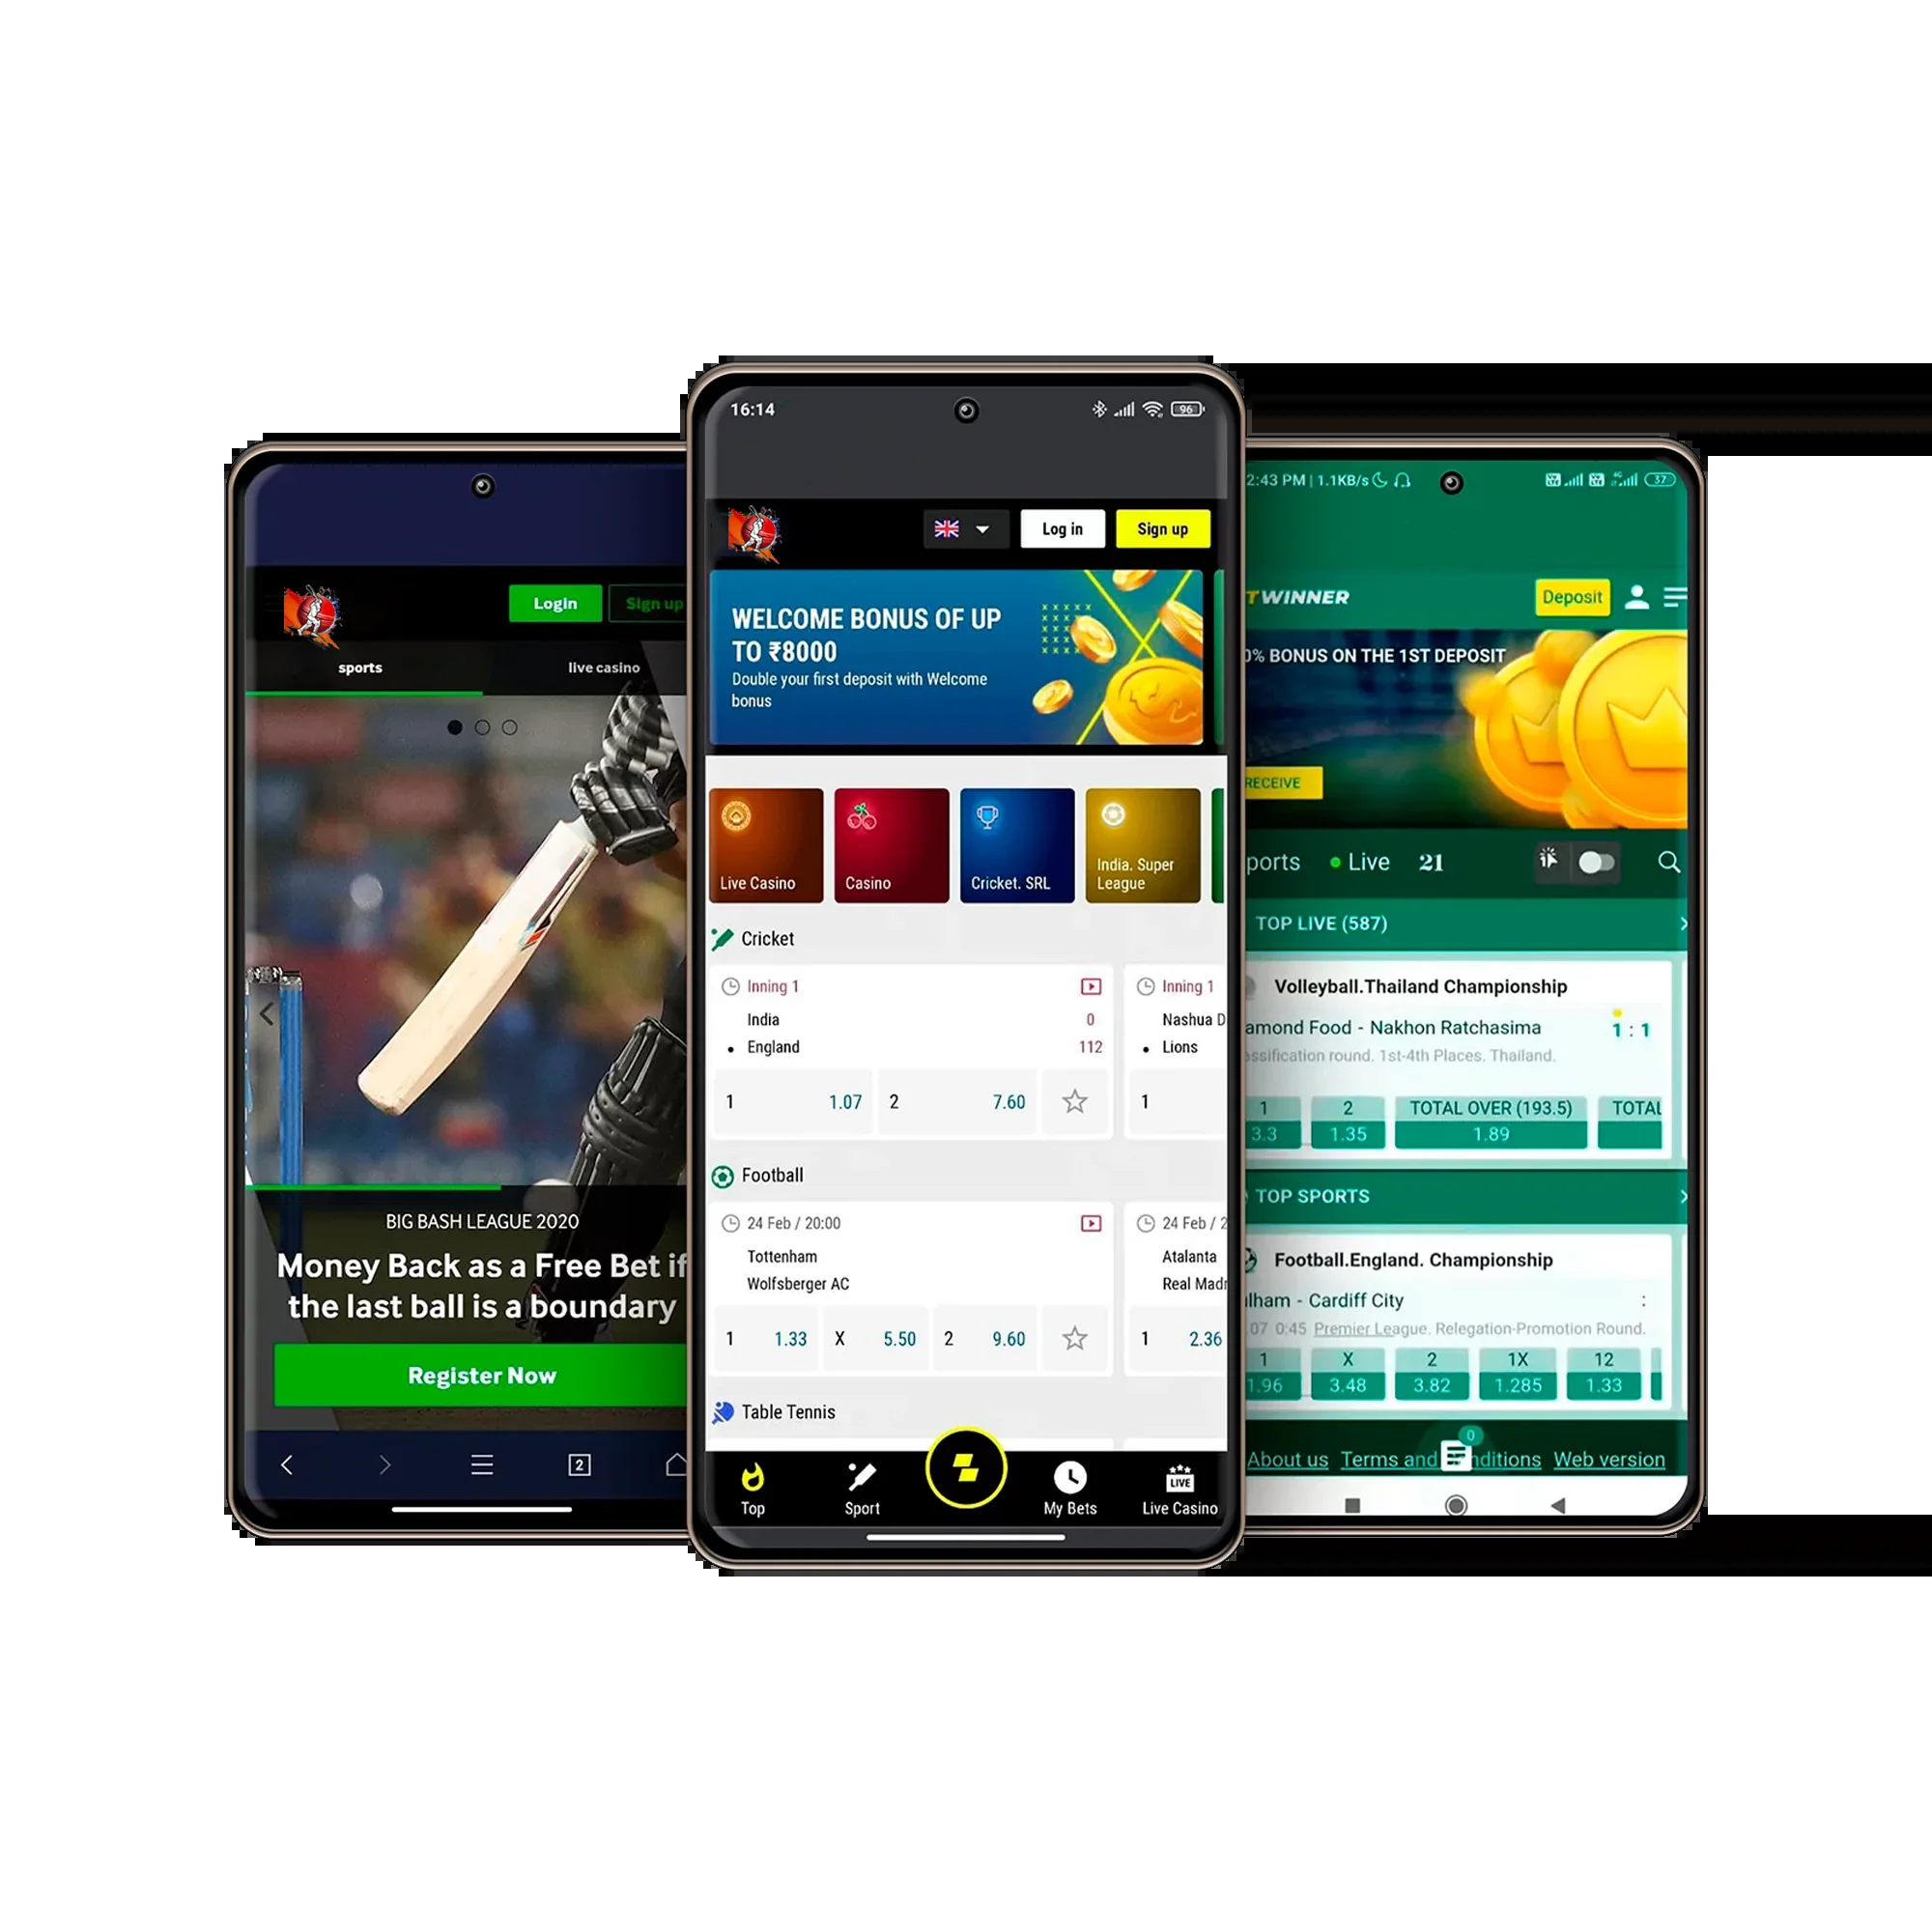 Login
Sign up
sports
live casino
BIG BASH LEAGUE 2020
Money Back as a Free Bet if
the last ball is a boundary
Register Now
2
16:14
96
Log in
Sign up
WELCOME BONUS OF UP
TO ₹8000
Double your first deposit with Welcome
bonus
Live Casino
Casino
Cricket. SRL
India. Super
League
Cricket
Inning 1
India 0
England 112
1 1.07 2 7.60
Inning 1
Nashua D
Lions
1
Football
24 Feb / 20:00
Tottenham
Wolfsberger AC
1 1.33 X 5.50 2 9.60
24 Feb / 2
Atalanta
Real Madr
1 2.36
Table Tennis
Top
Sport
My Bets
LIVE
Live Casino
2:43 PM | 1.1KB/s
37
TWINNER
Deposit
0% BONUS ON THE 1ST DEPOSIT
RECEIVE
ports
Live
21
TOP LIVE (587)
Volleyball.Thailand Championship
amond Food - Nakhon Ratchasima
1 : 1
ssification round. 1st-4th Places. Thailand.
1 2 TOTAL OVER (193.5) TOTAL
3.3 1.35 1.89
TOP SPORTS
Football.England. Championship
lham - Cardiff City :
.07 0:45 Premier League. Relegation-Promotion Round.
1 X 2 1X 12
1.96 3.48 3.82 1.285 1.33
0
About us Terms and nditions Web version